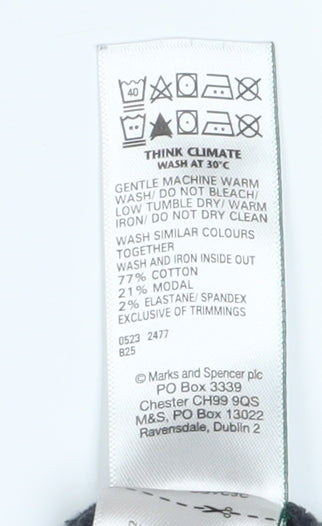 40
THINK CLIMATE
WASH AT 30°C
GENTLE MACHINE WARM
WASH/ DO NOT BLEACH/
LOW TUMBLE DRY/ WARM
IRON/ DO NOT DRY CLEAN
WASH SIMILAR COLOURS
TOGETHER
WASH AND IRON INSIDE OUT
77% COTTON
21% MODAL
2% ELASTANE/ SPANDEX
EXCLUSIVE OF TRIMMINGS
0523 2477
B25
© Marks and Spencer plc
PO Box 3339
Chester CH99 9QS
M&S, PO Box 13022
Ravensdale, Dublin 2